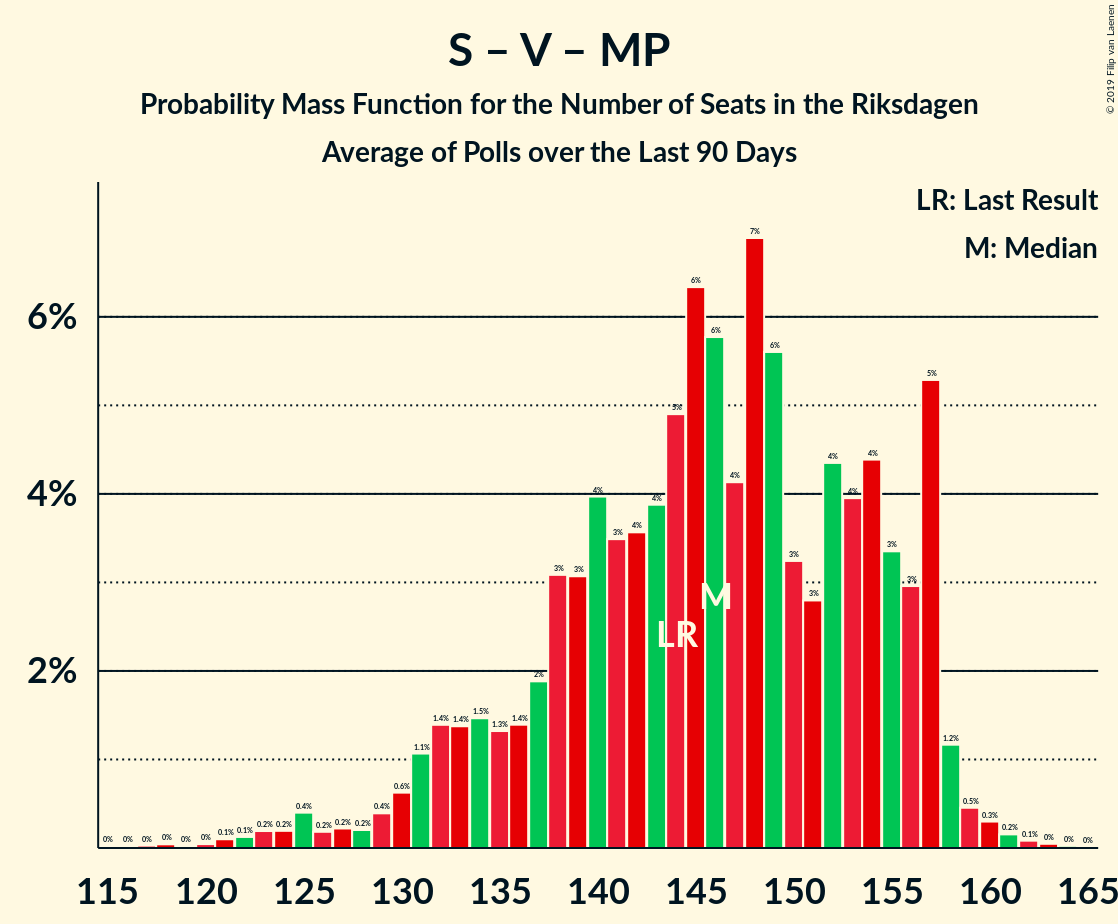 © 2019 Filip van Laenen
S – V – MP
Probability Mass Function for the Number of Seats in the Riksdagen
Average of Polls over the Last 90 Days
LR: Last Result
M: Median
6%
4%
2%
0% 0% 0% 0% 0% 0% 0.1% 0.1% 0.2% 0.2% 0.4% 0.2% 0.2% 0.2% 0.4% 0.6% 1.1% 1.4% 1.4% 1.5% 1.3% 1.4% 2% 3% 3% 4% 3% 4% 4% 5% 6% 6% 4% 7% 6% 3% 3% 4% 4% 4% 3% 3% 5% 1.2% 0.5% 0.3% 0.2% 0.1% 0% 0% 0%
M
LR
115 120 125 130 135 140 145 150 155 160 165